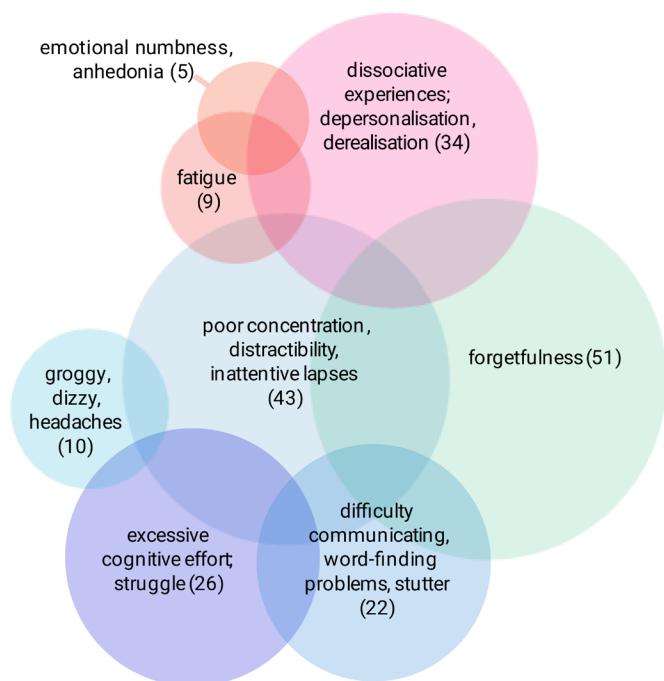 emotional numbness,
anhedonia (5)
dissociative
experiences;
depersonalisation,
derealisation (34)
fatigue
(9)
poor concentration,
distractibility,
inattentive lapses
(43)
forgetfulness (51)
groggy,
dizzy,
headaches
(10)
excessive
cognitive effort;
struggle (26)
difficulty
communicating,
word-finding
problems, stutter
(22)